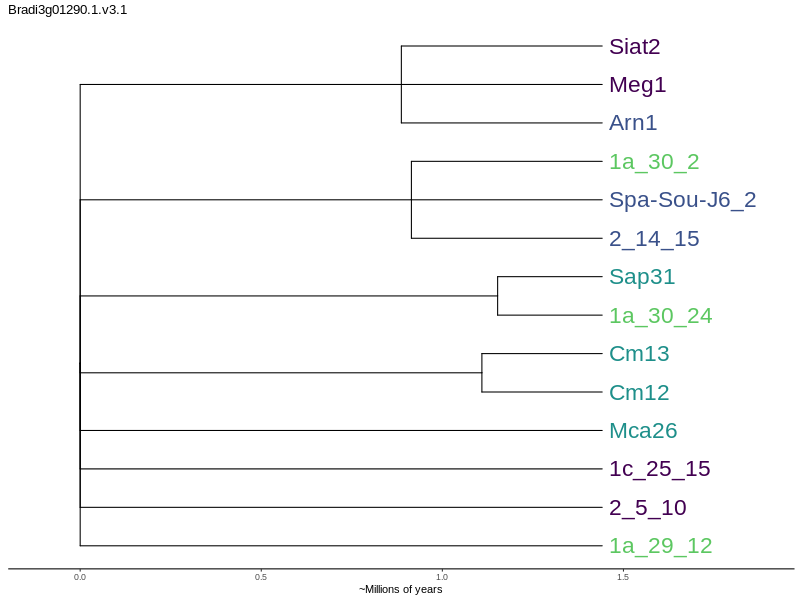 Bradi3g01290.1.v3.1
Siat2
Meg1
Arn1
1a_30_2
Spa-Sou-J6_2
2_14_15
Sap31
1a_30_24
Cm13
Cm12
Mca26
1c_25_15
2_5_10
1a_29_12
0.0 0.5 1.0 1.5
~Millions of years